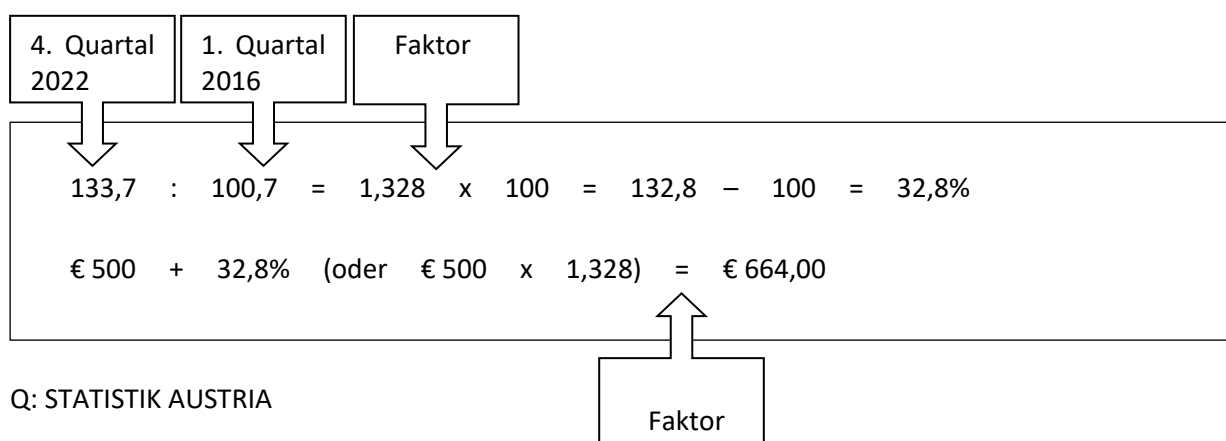 4. Quartal
2022
1. Quartal
2016
Faktor
133,7 : 100,7 = 1,328 x 100 = 132,8 – 100 = 32,8%
€ 500 + 32,8% (oder € 500 x 1,328) = € 664,00
Q: STATISTIK AUSTRIA
Faktor